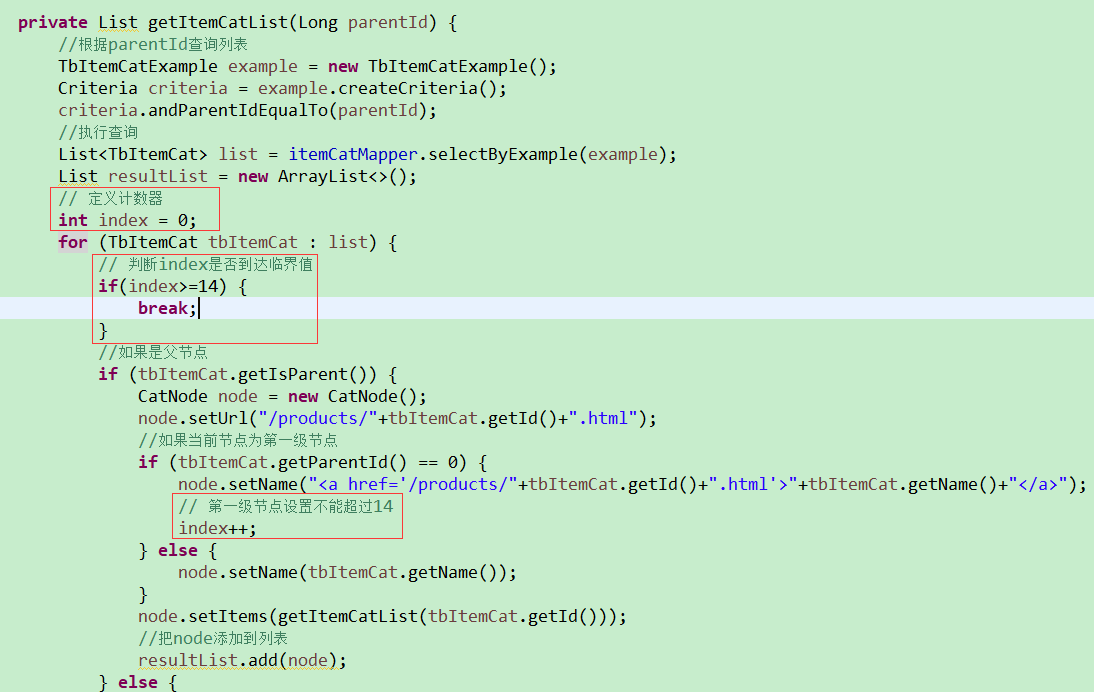 private List getItemCatList(Long parentId) {
//根据parentId查询列表
TbItemCatExample example = new TbItemCatExample();
Criteria criteria = example.createCriteria();
criteria.andParentIdEqualTo(parentId);
//执行查询
List<TbItemCat> list = itemCatMapper.selectByExample(example);
List resultList = new ArrayList<>();
// 定义计数器
int index = 0;
for (TbItemCat tbItemCat : list) {
// 判断index是否到达临界值
if(index>=14) {
break;
}
//如果是父节点
if (tbItemCat.getIsParent()) {
CatNode node = new CatNode();
node.setUrl("/products/"+tbItemCat.getId()+".html");
//如果当前节点为第一级节点
if (tbItemCat.getParentId() == 0) {
node.setName("<a href='/products/"+tbItemCat.getId()+".html'>"+tbItemCat.getName()+"</a>");
// 第一级节点设置不能超过14
index++;
} else {
node.setName(tbItemCat.getName());
}
node.setItems(getItemCatList(tbItemCat.getId()));
//把node添加到列表
resultList.add(node);
} else {